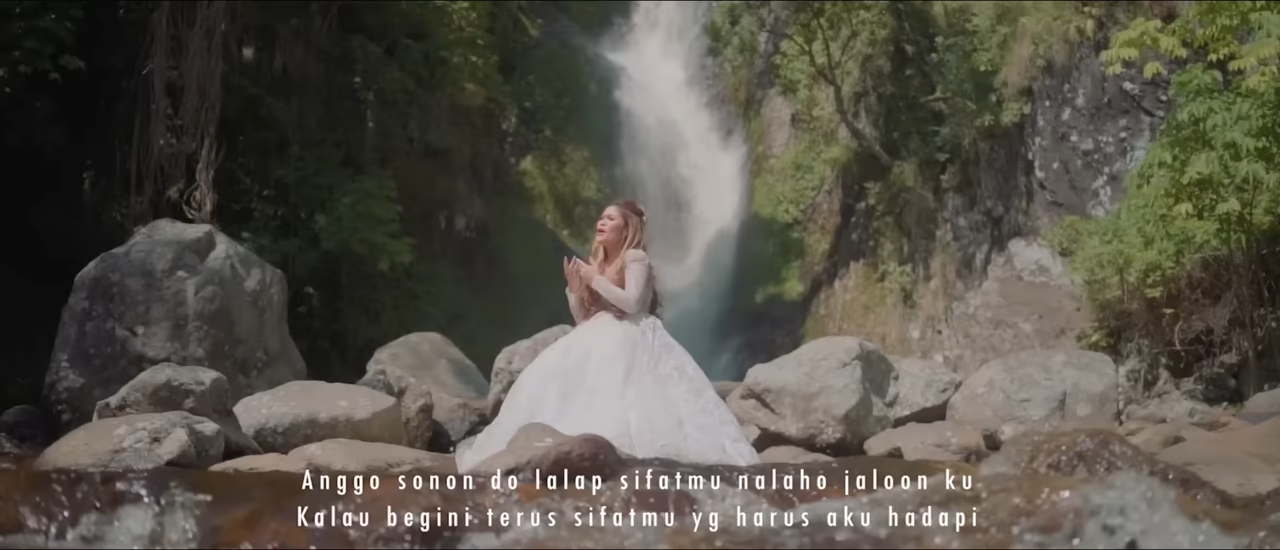 Anggo sonon do lalap sifatmu nalaho jaloon ku
Kalau begini terus sifatmu yg harus aku hadapi